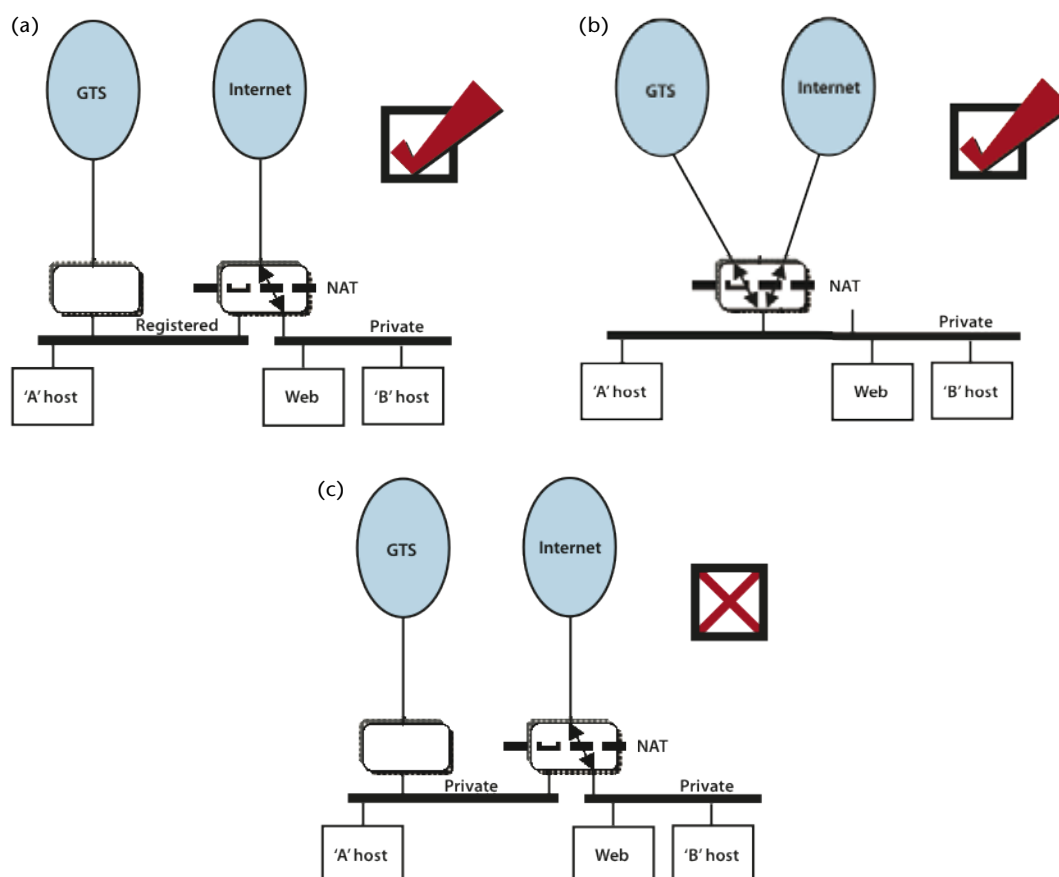 (a)
GTS
Internet
NAT
Registered
Private
'A' host
Web
'B' host
(b)
GTS
Internet
NAT
Private
'A' host
Web
'B' host
(c)
GTS
Internet
NAT
Private
Private
'A' host
Web
'B' host